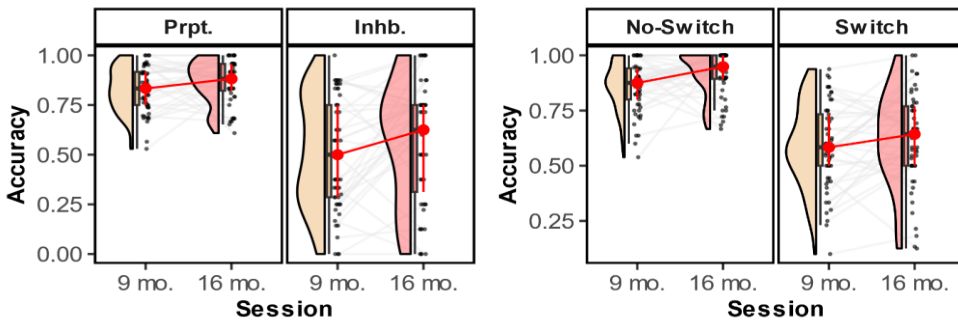 Prpt. Inhb.
Accuracy
1.00
0.75
0.50
0.25
0.00
9 mo. 16 mo. 9 mo. 16 mo.
Session
No-Switch Switch
Accuracy
1.00
0.75
0.50
0.25
9 mo. 16 mo. 9 mo. 16 mo.
Session